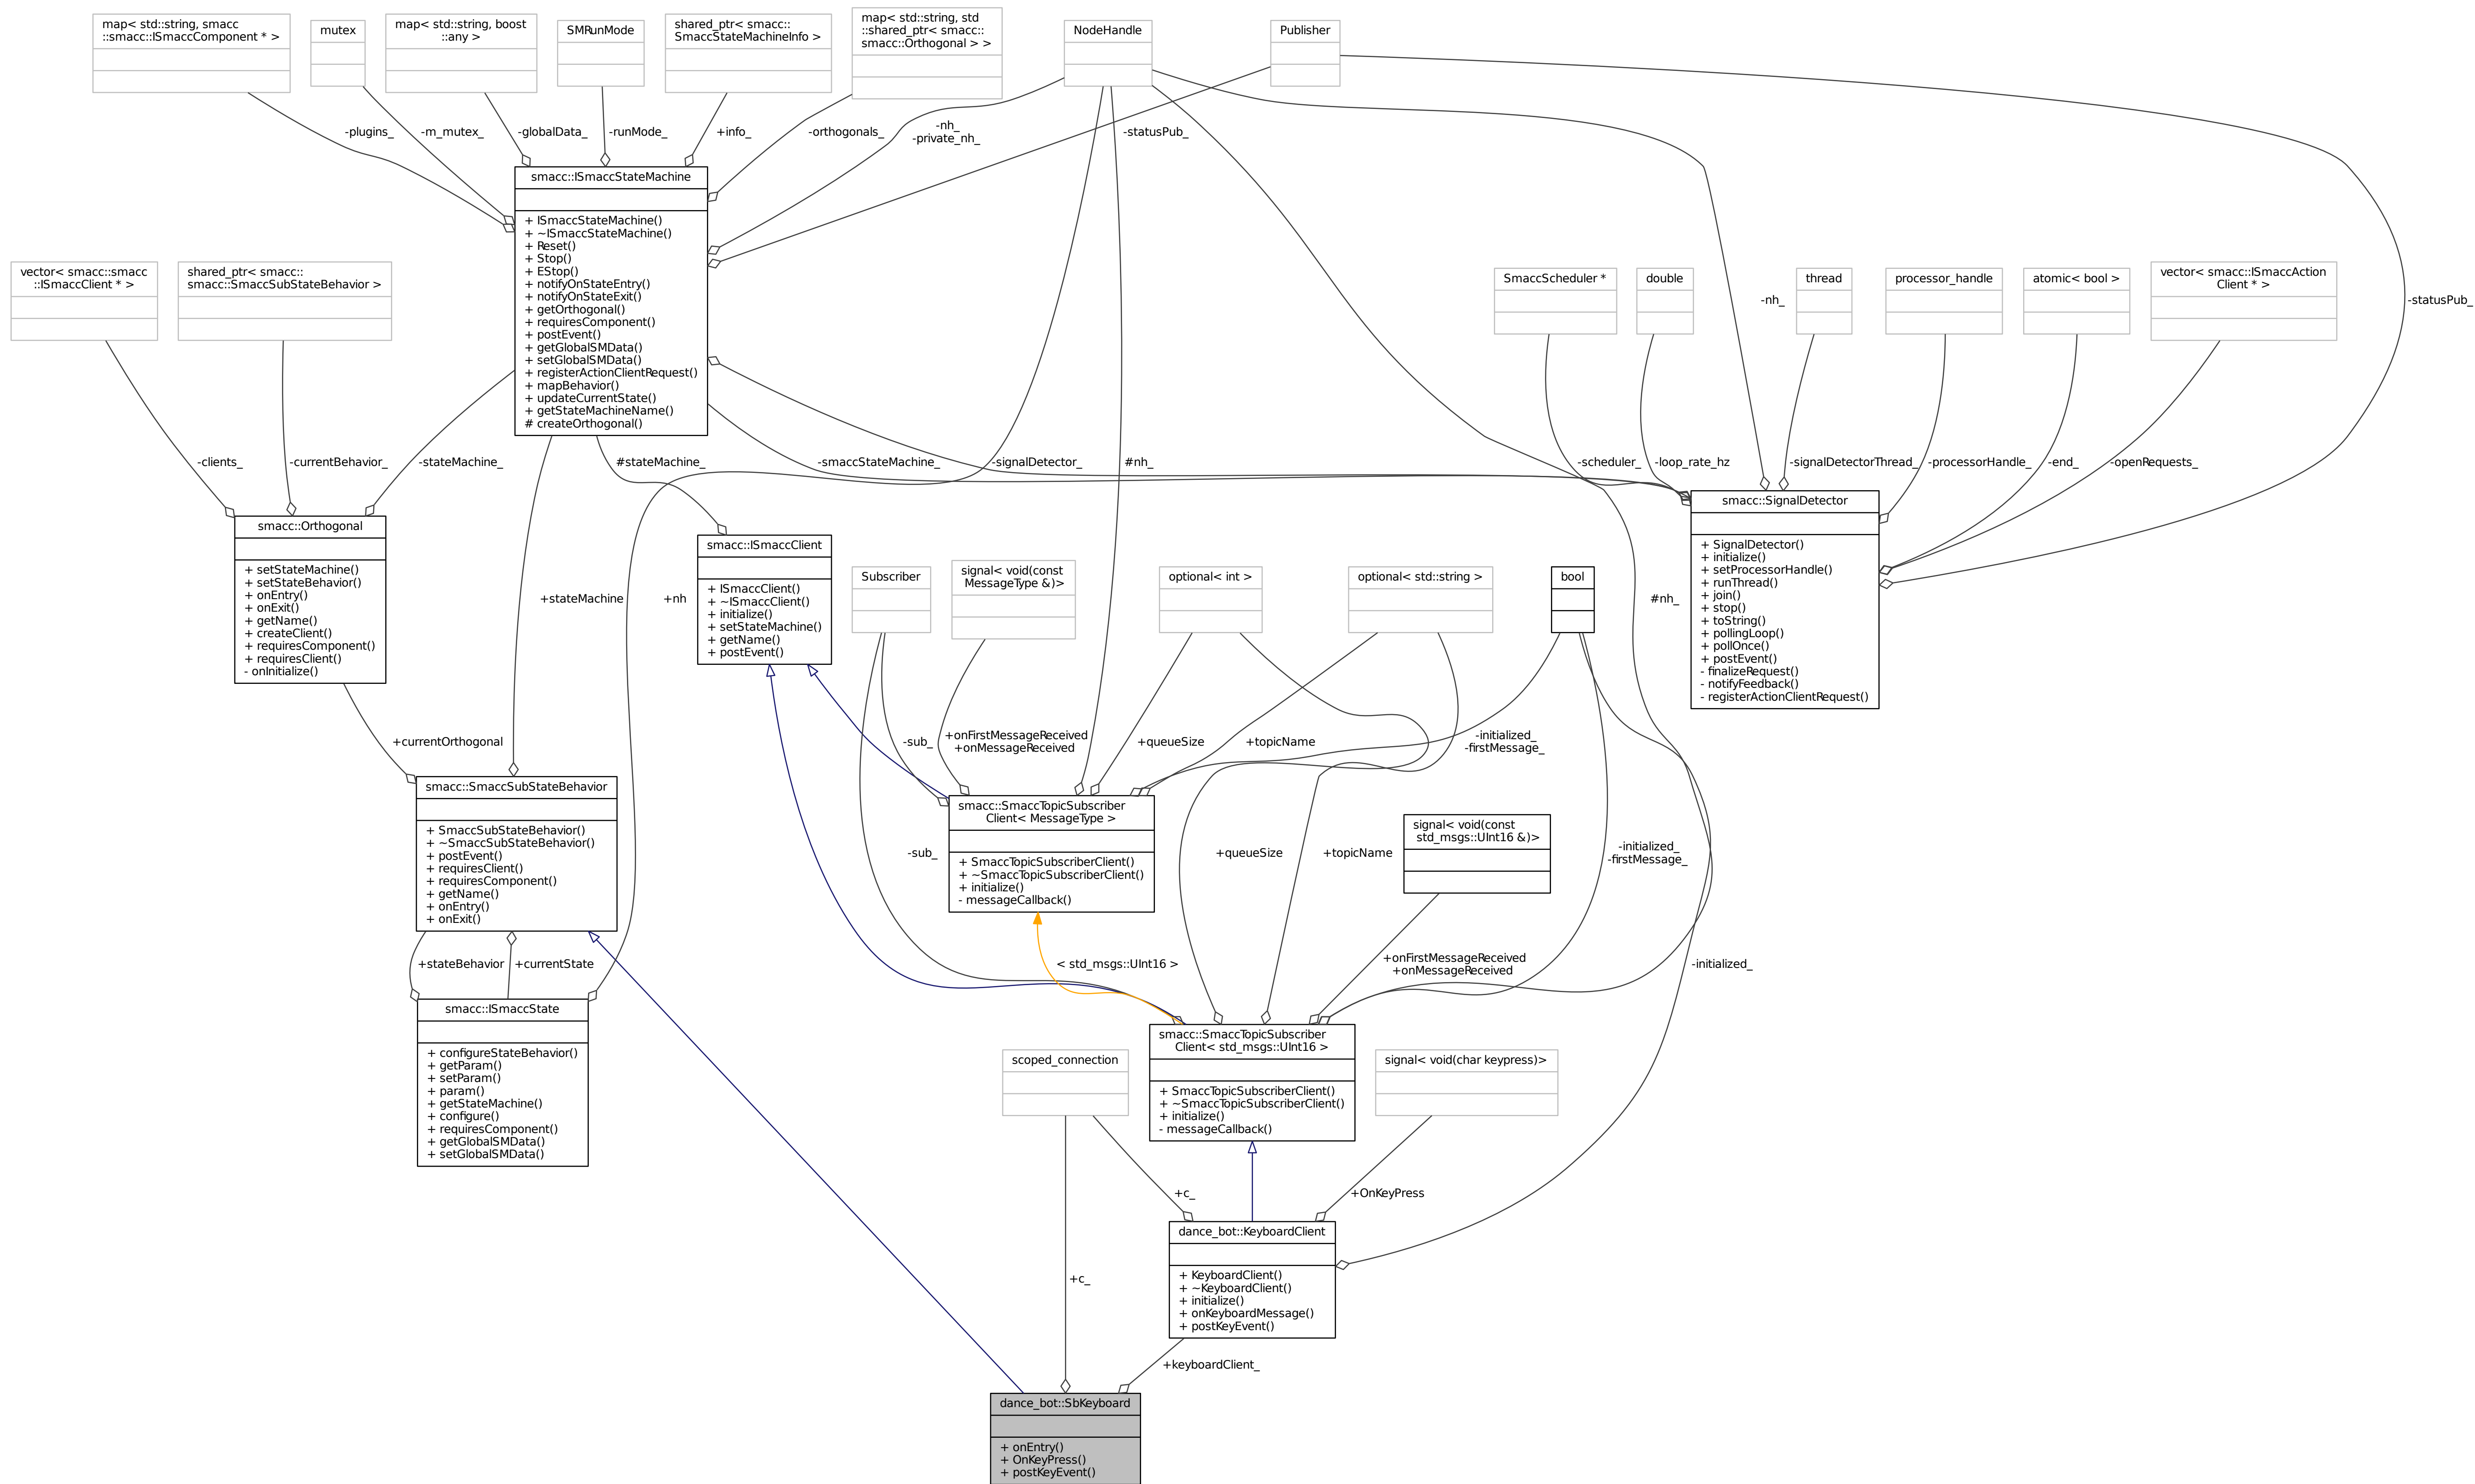 map< std::string, smacc
::smacc::ISmaccComponent * >
mutex
map< std::string, boost
::any >
SMRunMode
shared_ptr< smacc::
SmaccStateMachineInfo >
map< std::string, std
::shared_ptr< smacc::
smacc::Orthogonal > >
NodeHandle
Publisher
-plugins_
-m_mutex_
-globalData_
-runMode_
+info_
-orthogonals_
-nh_
-private_nh_
-statusPub_
smacc::ISmaccStateMachine
+ ISmaccStateMachine()
+ ~ISmaccStateMachine()
+ Reset()
+ Stop()
+ EStop()
+ notifyOnStateEntry()
+ notifyOnStateExit()
+ getOrthogonal()
+ requiresComponent()
+ postEvent()
+ getGlobalSMData()
+ setGlobalSMData()
+ registerActionClientRequest()
+ mapBehavior()
+ updateCurrentState()
+ getStateMachineName()
# createOrthogonal()
vector< smacc::smacc
::ISmaccClient * >
shared_ptr< smacc::
smacc::SmaccSubStateBehavior >
SmaccScheduler *
double
thread
processor_handle
atomic< bool >
vector< smacc::ISmaccAction
Client * >
-nh_
-statusPub_
-clients_
-currentBehavior_
-stateMachine_
#stateMachine_
-smaccStateMachine_
-signalDetector_
#nh_
-scheduler_
-loop_rate_hz
-signalDetectorThread_
-processorHandle_
-end_
-openRequests_
smacc::Orthogonal
+ setStateMachine()
+ setStateBehavior()
+ onEntry()
+ onExit()
+ getName()
+ createClient()
+ requiresComponent()
+ requiresClient()
- onInitialize()
+stateMachine
+nh
smacc::ISmaccClient
+ ISmaccClient()
+ ~ISmaccClient()
+ initialize()
+ setStateMachine()
+ getName()
+ postEvent()
Subscriber
signal< void(const
MessageType &)>
optional< int >
optional< std::string >
bool
#nh_
smacc::SignalDetector
+ SignalDetector()
+ initialize()
+ setProcessorHandle()
+ runThread()
+ join()
+ stop()
+ toString()
+ pollingLoop()
+ pollOnce()
+ postEvent()
- finalizeRequest()
- notifyFeedback()
- registerActionClientRequest()
+currentOrthogonal
-sub_
+onFirstMessageReceived
+onMessageReceived
+queueSize
+topicName
-initialized_
-firstMessage_
smacc::SmaccSubStateBehavior
+ SmaccSubStateBehavior()
+ ~SmaccSubStateBehavior()
+ postEvent()
+ requiresClient()
+ requiresComponent()
+ getName()
+ onEntry()
+ onExit()
-sub_
smacc::SmaccTopicSubscriber
Client< MessageType >
+ SmaccTopicSubscriberClient()
+ ~SmaccTopicSubscriberClient()
+ initialize()
- messageCallback()
+queueSize
+topicName
signal< void(const
std_msgs::UInt16 &)>
-initialized_
-firstMessage_
+stateBehavior
+currentState
< std_msgs::UInt16 >
+onFirstMessageReceived
+onMessageReceived
-initialized_
smacc::ISmaccState
+ configureStateBehavior()
+ getParam()
+ setParam()
+ param()
+ getStateMachine()
+ configure()
+ requiresComponent()
+ getGlobalSMData()
+ setGlobalSMData()
scoped_connection
smacc::SmaccTopicSubscriber
Client< std_msgs::UInt16 >
+ SmaccTopicSubscriberClient()
+ ~SmaccTopicSubscriberClient()
+ initialize()
- messageCallback()
signal< void(char keypress)>
+c_
+OnKeyPress
+c_
dance_bot::KeyboardClient
+ KeyboardClient()
+ ~KeyboardClient()
+ initialize()
+ onKeyboardMessage()
+ postKeyEvent()
+keyboardClient_
dance_bot::SbKeyboard
+ onEntry()
+ OnKeyPress()
+ postKeyEvent()